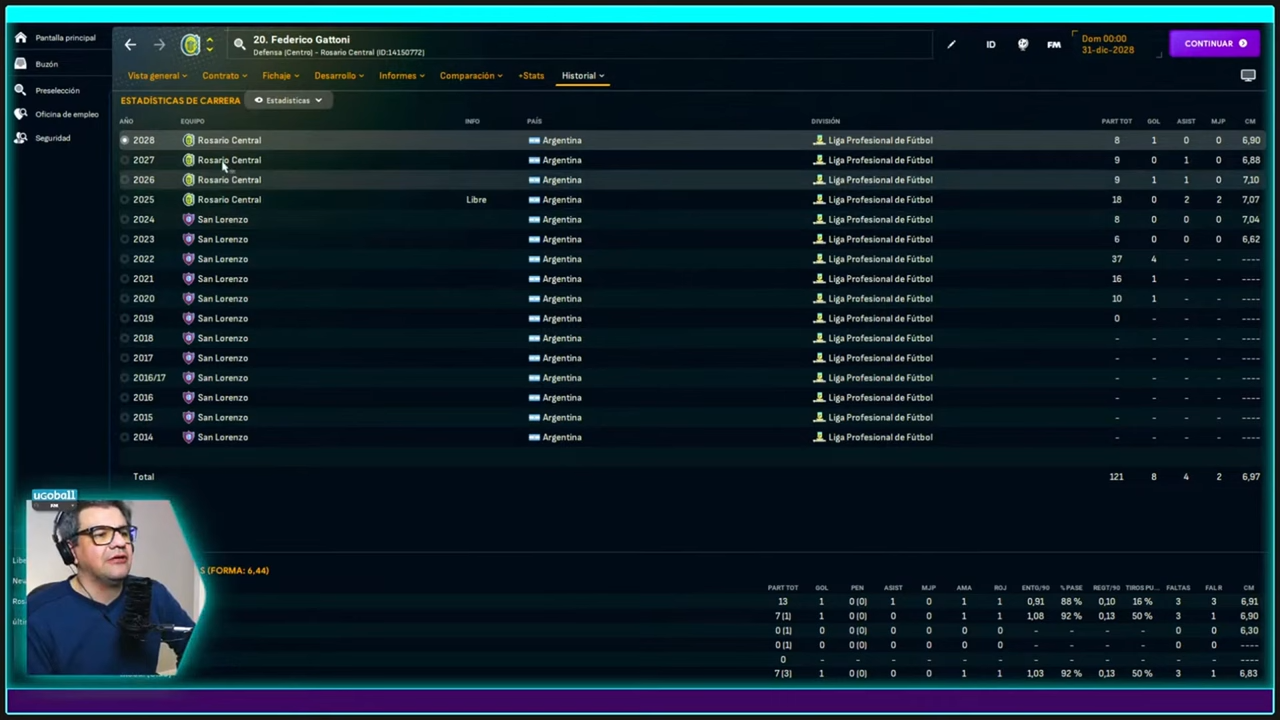 Pantalla principal
Buzón
Preselección
Oficina de empleo
Seguridad
20. Federico Gattoni
Defensa (Centro) - Rosario Central (ID:14150772)
ID
FM
Dom 00:00
31-dic-2028
CONTINUAR
Vista general Contrato Fichaje Desarrollo Informes Comparación +Stats Historial
ESTADÍSTICAS DE CARRERA Estadísticas
AÑO EQUIPO INFO PAÍS DIVISIÓN PART TOT GOL ASIST MJP CM
2028 Rosario Central Argentina Liga Profesional de Fútbol 8 1 0 0 6,90
2027 Rosario Central Argentina Liga Profesional de Fútbol 9 0 1 0 6,88
2026 Rosario Central Argentina Liga Profesional de Fútbol 9 1 1 0 7,10
2025 Rosario Central Libre Argentina Liga Profesional de Fútbol 18 0 2 2 7,07
2024 San Lorenzo Argentina Liga Profesional de Fútbol 8 0 0 0 7,04
2023 San Lorenzo Argentina Liga Profesional de Fútbol 6 0 0 0 6,62
2022 San Lorenzo Argentina Liga Profesional de Fútbol 37 4 - - ----
2021 San Lorenzo Argentina Liga Profesional de Fútbol 16 1 - - ----
2020 San Lorenzo Argentina Liga Profesional de Fútbol 10 1 - - ----
2019 San Lorenzo Argentina Liga Profesional de Fútbol 0 - - - ----
2018 San Lorenzo Argentina Liga Profesional de Fútbol - - - - ----
2017 San Lorenzo Argentina Liga Profesional de Fútbol - - - - ----
2016/17 San Lorenzo Argentina Liga Profesional de Fútbol - - - - ----
2016 San Lorenzo Argentina Liga Profesional de Fútbol - - - - ----
2015 San Lorenzo Argentina Liga Profesional de Fútbol - - - - ----
2014 San Lorenzo Argentina Liga Profesional de Fútbol - - - - ----
Total 121 8 4 2 6,97
ugoball
FM
S (FORMA: 6,44)
PART TOT GOL PEN ASIST MJP AMA ROJ ENTG/90 % PASE REGT/90 TIROS PU... FALTAS FAL R CM
13 1 0 (0) 1 0 1 1 0,91 88 % 0,10 16 % 3 3 6,91
7 (1) 1 0 (0) 0 0 1 1 1,08 92 % 0,13 50 % 3 1 6,90
0 (1) 0 0 (0) 0 0 0 0 - - - - 0 0 6,30
0 (1) 0 0 (0) 0 0 0 0 - - - - 0 0 ----
0 - - - - - - - - - - - - ----
7 (3) 1 0 (0) 0 0 1 1 1,03 92 % 0,13 50 % 3 1 6,83